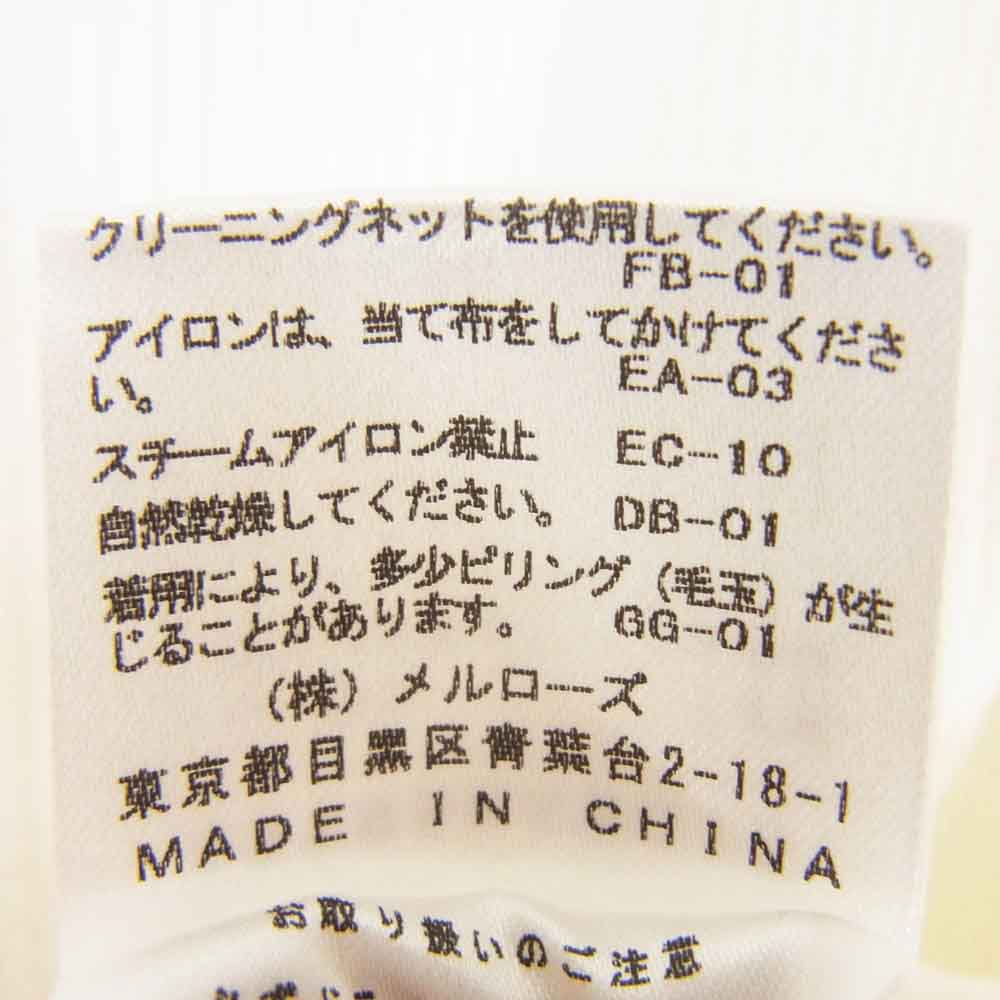 クリーニングネットを使用してください。
FB-01
アイロンは、当て布をしてかけてくださ
い。 EA-03
スチームアイロン禁止 EC-10
自然乾燥してください。 DB-01
着用により、多少ピリング(毛玉)が生
じることがあります。 GG-01
(株)メルローズ
東京都目黒区青葉台2-18-1
MADE IN CHINA
お取り扱いのご注意